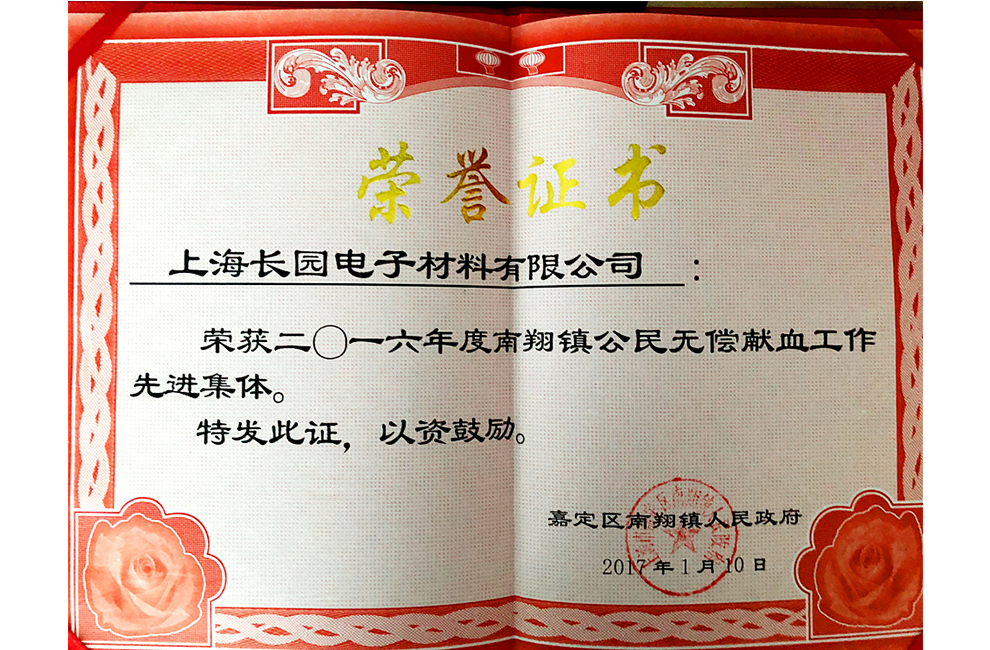 荣誉证书
上海长园电子材料有限公司：
荣获二〇一六年度南翔镇公民无偿献血工作
先进集体。
特发此证，以资鼓励。
嘉定区南翔镇人民政府
2017年1月10日